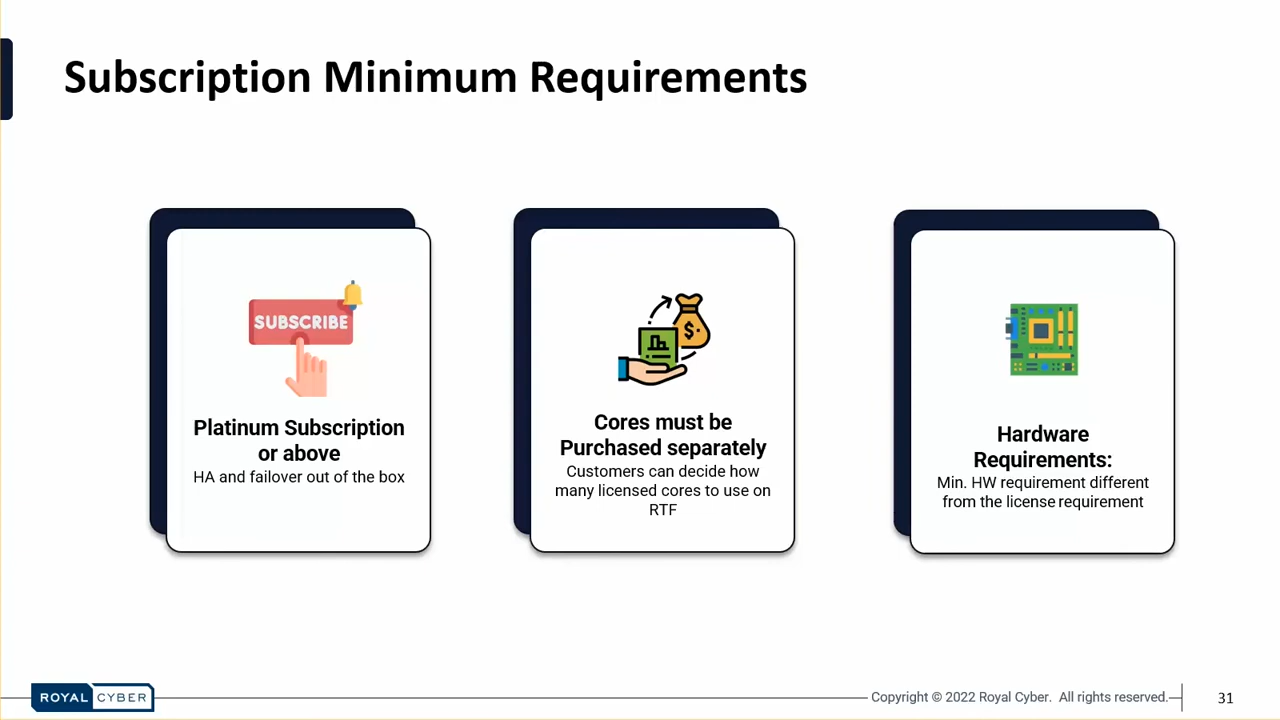 Subscription Minimum Requirements
SUBSCRIBE
Platinum Subscription
or above
HA and failover out of the box
$
Cores must be
Purchased separately
Customers can decide how
many licensed cores to use on
RTF
Hardware
Requirements:
Min. HW requirement different
from the license requirement
ROYAL CYBER
Copyright © 2022 Royal Cyber. All rights reserved.
31